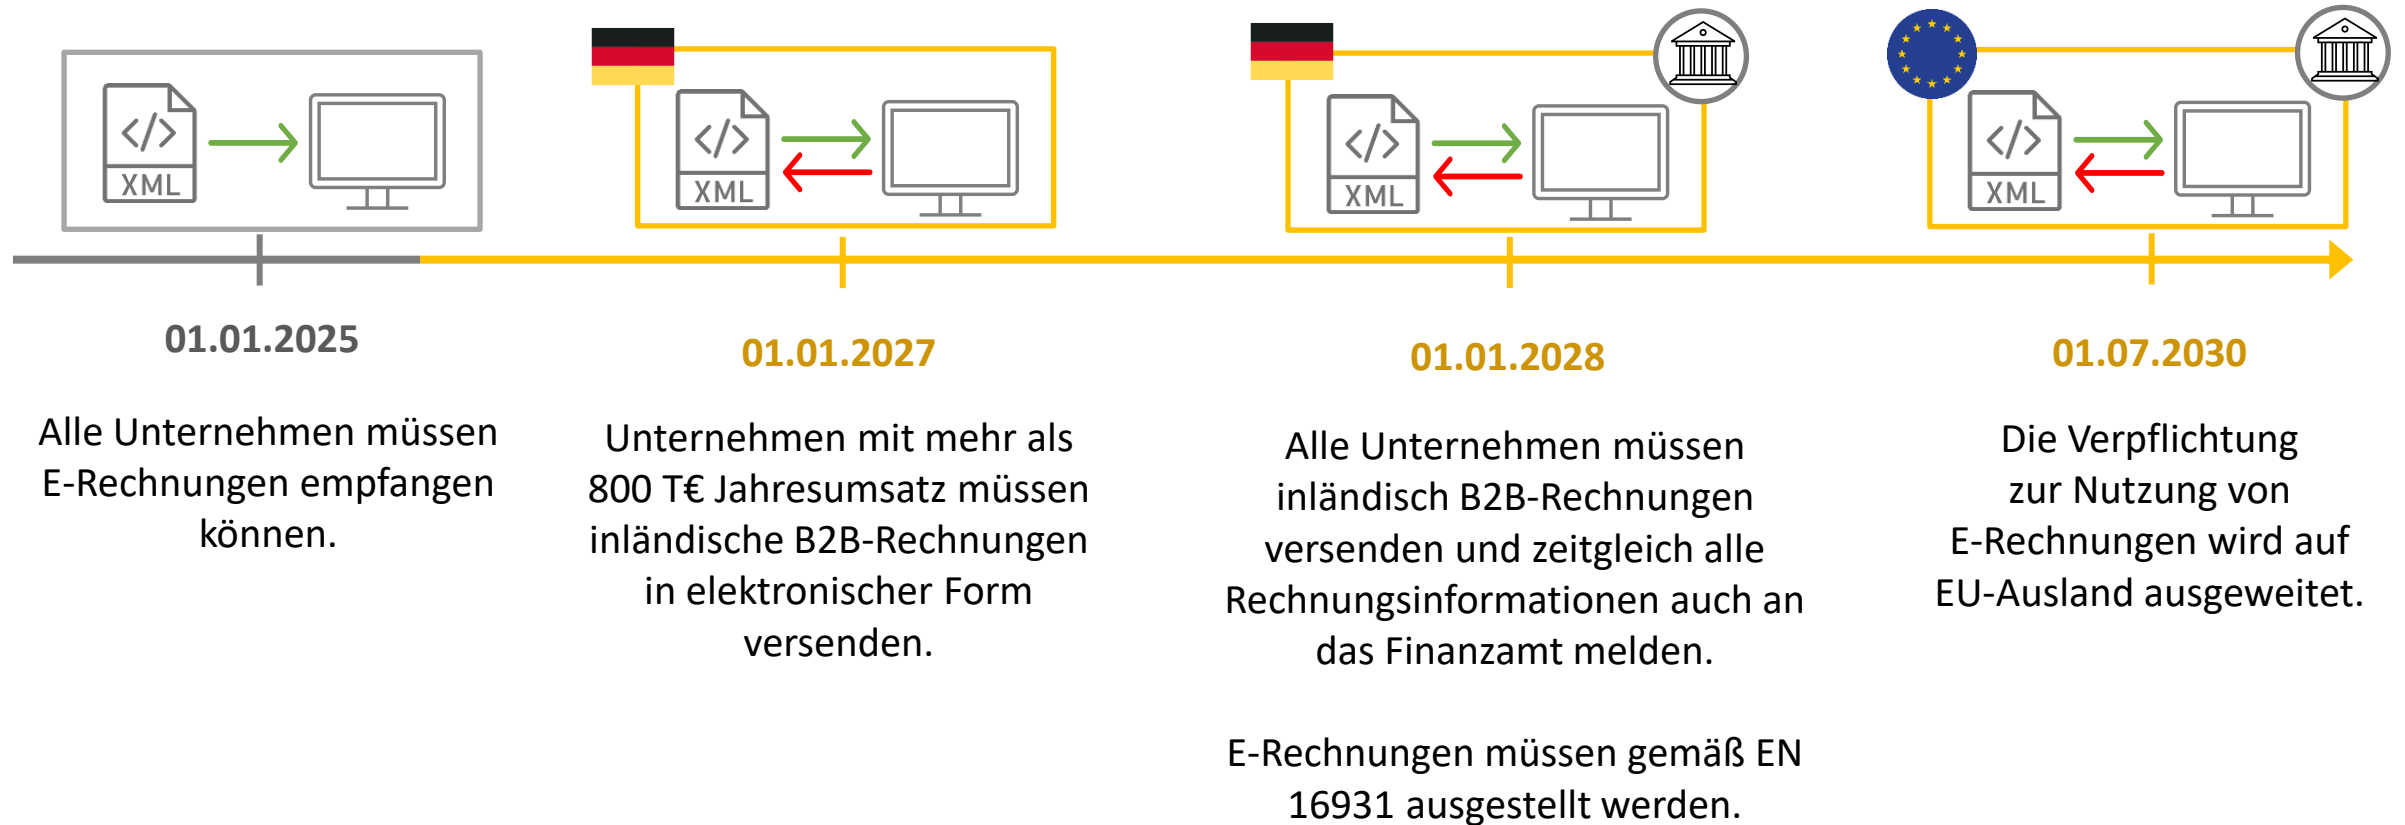 XML
XML
XML
XML
01.01.2025
Alle Unternehmen müssen
E-Rechnungen empfangen
können.
01.01.2027
Unternehmen mit mehr als
800 T€ Jahresumsatz müssen
inländische B2B-Rechnungen
in elektronischer Form
versenden.
01.01.2028
Alle Unternehmen müssen
inländisch B2B-Rechnungen
versenden und zeitgleich alle
Rechnungsinformationen auch an
das Finanzamt melden.
E-Rechnungen müssen gemäß EN
16931 ausgestellt werden.
01.07.2030
Die Verpflichtung
zur Nutzung von
E-Rechnungen wird auf
EU-Ausland ausgeweitet.